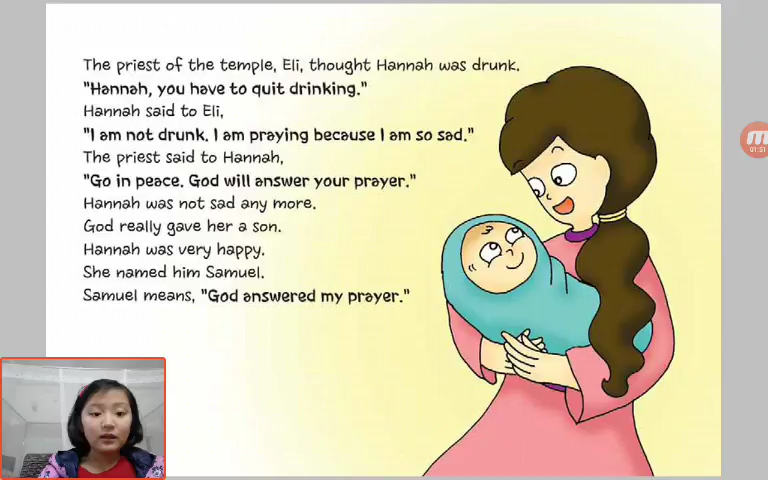 The priest of the temple, Eli, thought Hannah was drunk.
"Hannah, you have to quit drinking."
Hannah said to Eli,
"I am not drunk. I am praying because I am so sad."
The priest said to Hannah,
"Go in peace. God will answer your prayer."
Hannah was not sad any more.
God really gave her a son.
Hannah was very happy.
She named him Samuel.
Samuel means, "God answered my prayer."
M
01:51